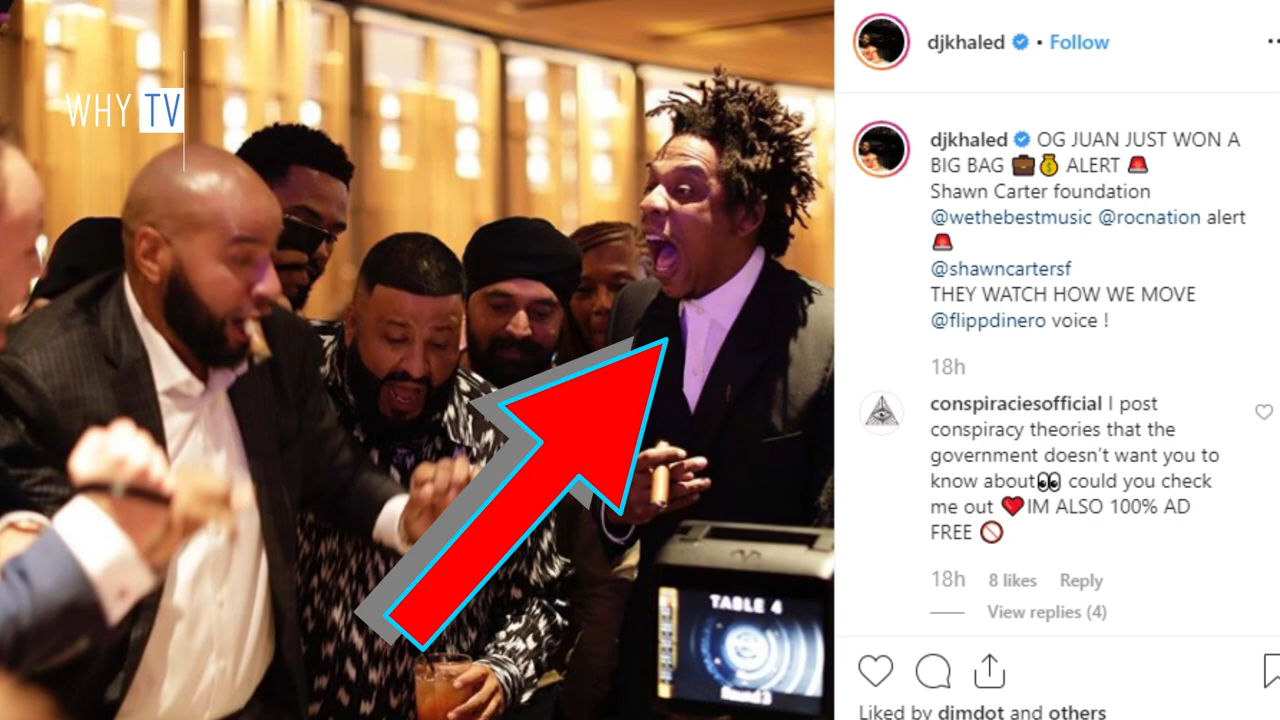 WHY TV
TABLE 4
Round 3
djkhaled • Follow
djkhaled OG JUAN JUST WON A
BIG BAG 💼💰 ALERT 🚨
Shawn Carter foundation
@wethebestmusic @rocnation alert
🚨
@shawncartersf
THEY WATCH HOW WE MOVE
@flippdinero voice !
18h
conspiraciesofficial I post
conspiracy theories that the
government doesn't want you to
know about👀 could you check
me out ❤️IM ALSO 100% AD
FREE 🚫
18h 8 likes Reply
View replies (4)
Liked by djmdot and others